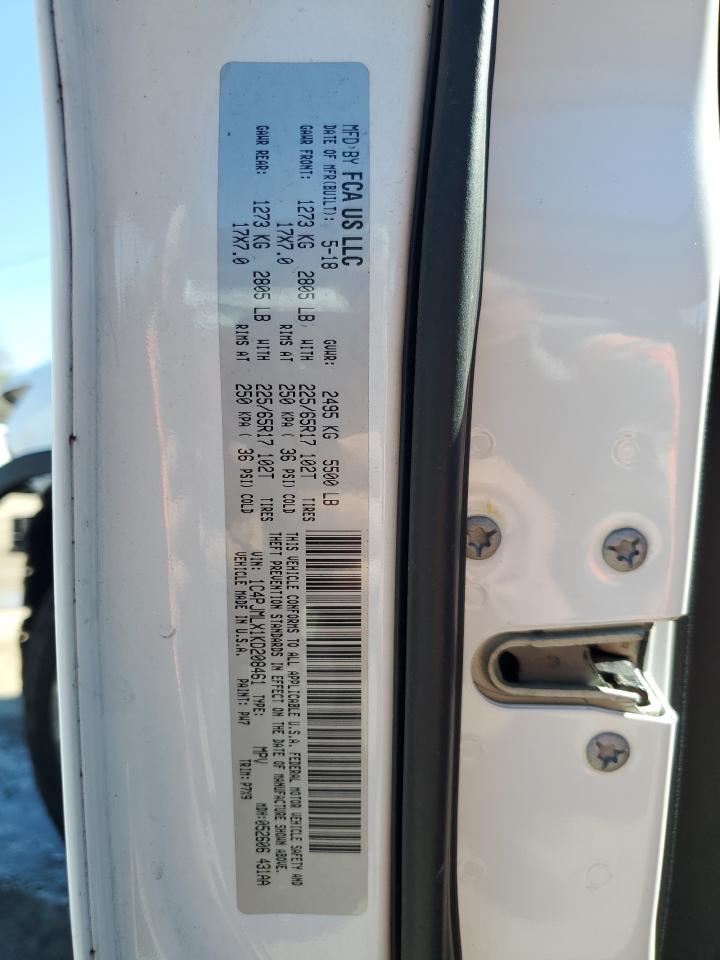 MFD BY FCA US LLC
DATE OF MFR(BUILT): 5-18 GVWR: 2495 KG 5500 LB
GAWR FRONT: 1273 KG 2805 LB WITH 225/65R17 102T TIRES
17X7.0 RIMS AT 250 KPA ( 36 PSI) COLD
GAWR REAR: 1273 KG 2805 LB WITH 225/65R17 102T TIRES
17X7.0 RIMS AT 250 KPA ( 36 PSI) COLD
THIS VEHICLE CONFORMS TO ALL APPLICABLE U.S.A. FEDERAL MOTOR VEHICLE SAFETY AND
THEFT PREVENTION STANDARDS IN EFFECT ON THE DATE OF MANUFACTURE SHOWN ABOVE.
VIN: 1C4PJMLX1KD208461 TYPE: MPV MDH:052606 431AA
VEHICLE MADE IN U.S.A. PAINT: PW7 TRIM: P7X9